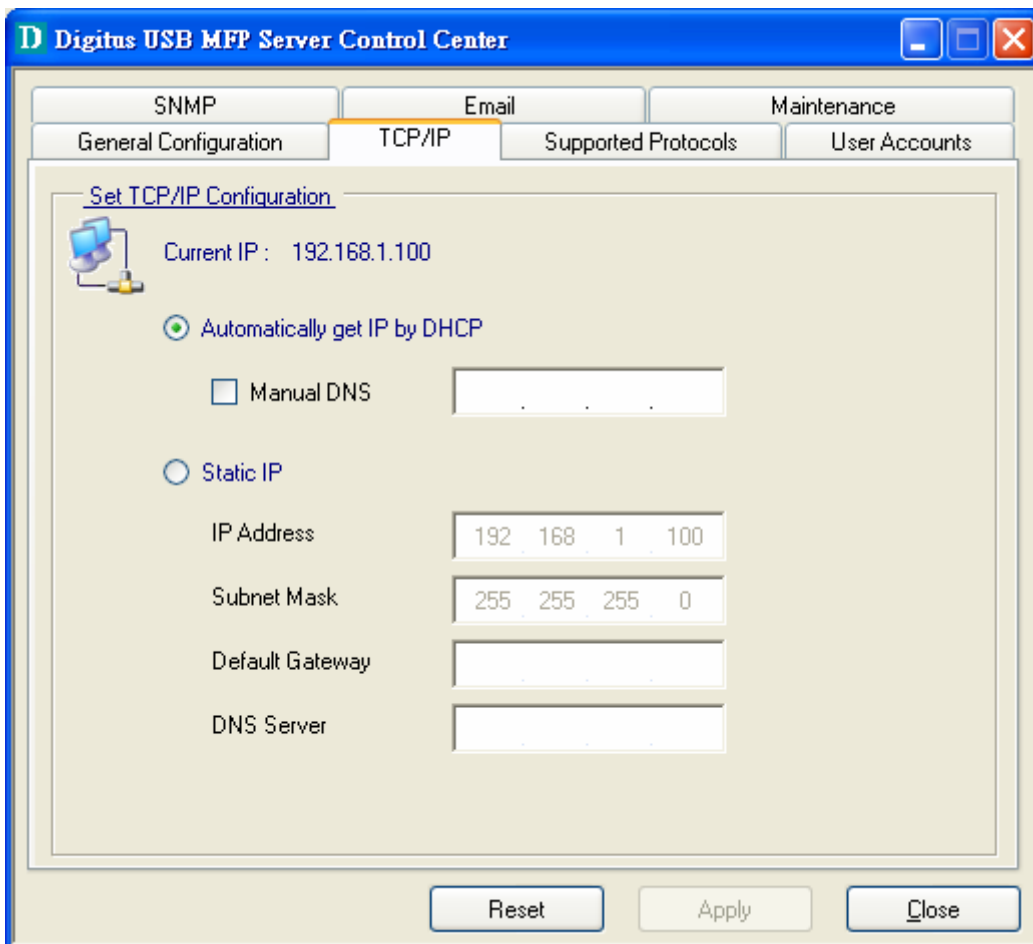 D Digitus USB MFP Server Control Center
SNMP Email Maintenance
General Configuration TCP/IP Supported Protocols User Accounts
Set TCP/IP Configuration
Current IP : 192.168.1.100
Automatically get IP by DHCP
Manual DNS . . .
Static IP
IP Address 192 . 168 . 1 . 100
Subnet Mask 255 . 255 . 255 . 0
Default Gateway . . .
DNS Server . . .
Reset Apply Close